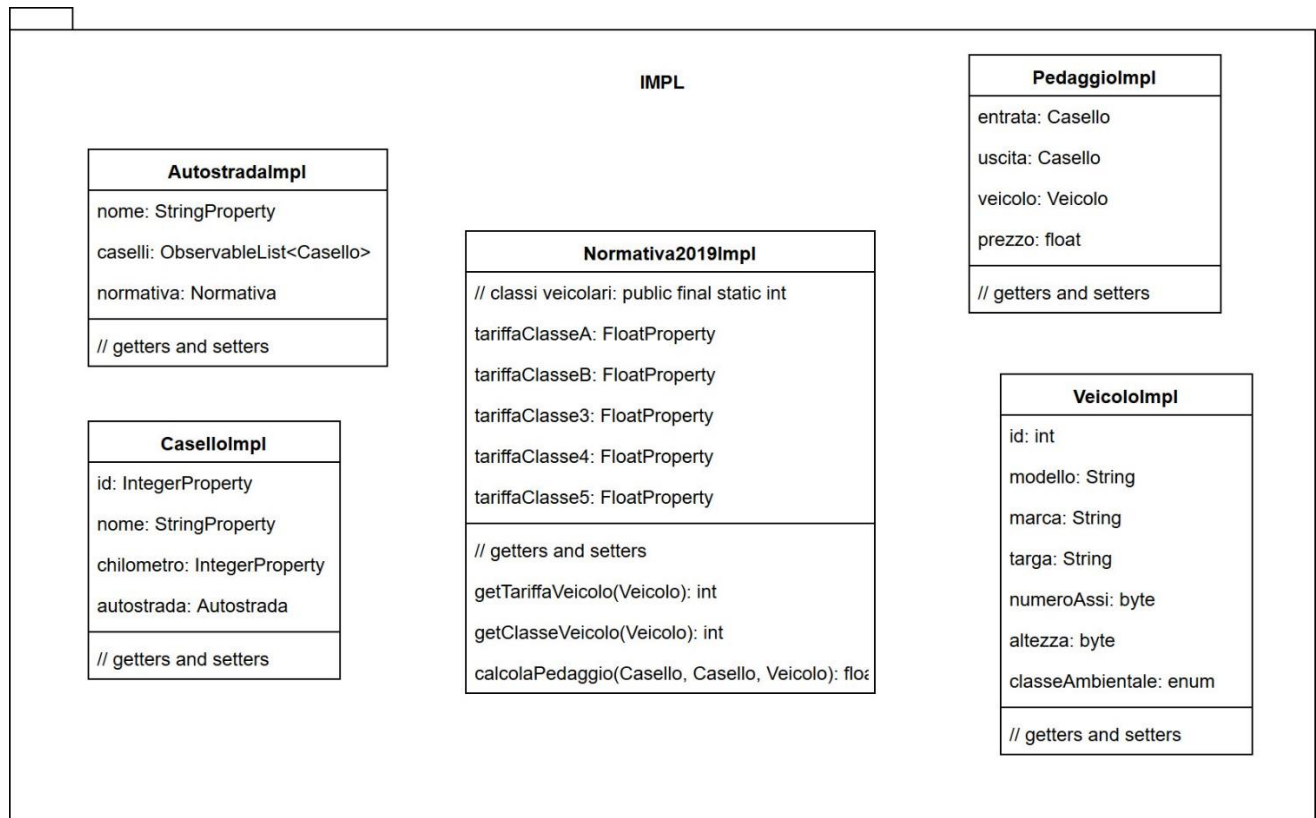 IMPL
AutostradaImpl
nome: StringProperty
caselli: ObservableList<Casello>
normativa: Normativa
// getters and setters
CaselloImpl
id: IntegerProperty
nome: StringProperty
chilometro: IntegerProperty
autostrada: Autostrada
// getters and setters
Normativa2019Impl
// classi veicolari: public final static int
tariffaClasseA: FloatProperty
tariffaClasseB: FloatProperty
tariffaClasse3: FloatProperty
tariffaClasse4: FloatProperty
tariffaClasse5: FloatProperty
// getters and setters
getTariffaVeicolo(Veicolo): int
getClasseVeicolo(Veicolo): int
calcolaPedaggio(Casello, Casello, Veicolo): floa
PedaggioImpl
entrata: Casello
uscita: Casello
veicolo: Veicolo
prezzo: float
// getters and setters
VeicoloImpl
id: int
modello: String
marca: String
targa: String
numeroAssi: byte
altezza: byte
classeAmbientale: enum
// getters and setters